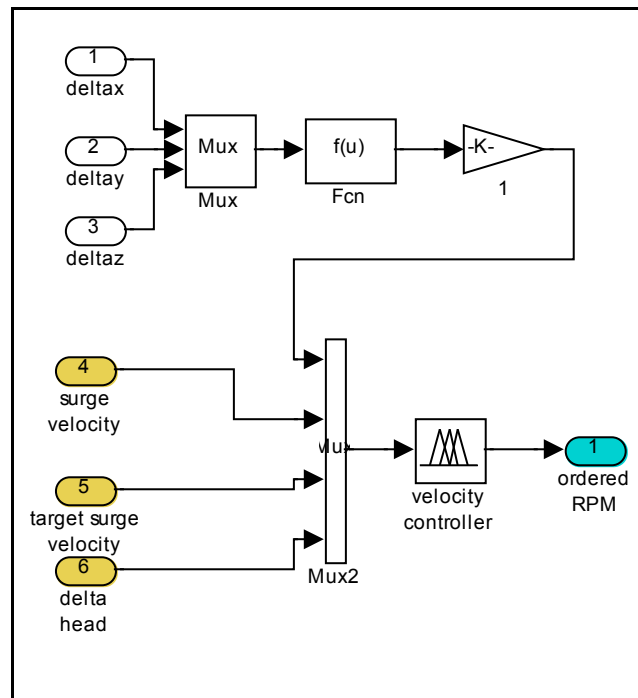 1
deltax
2
deltay
3
deltaz
Mux
Mux
f(u)
Fcn
-K-
1
4
surge
velocity
5
target surge
velocity
6
delta
head
Mux
Mux2
velocity
controller
1
ordered
RPM